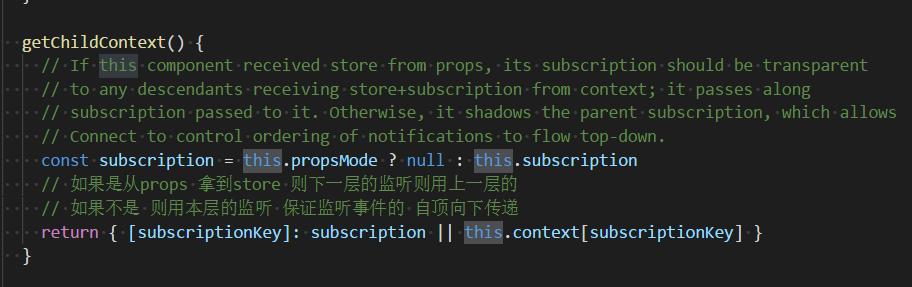 }
getChildContext() {
// If this component received store from props, its subscription should be transparent
// to any descendants receiving store+subscription from context; it passes along
// subscription passed to it. Otherwise, it shadows the parent subscription, which allows
// Connect to control ordering of notifications to flow top-down.
const subscription = this.propsMode ? null : this.subscription
// 如果是从props 拿到store 则下一层的监听则用上一层的
// 如果不是 则用本层的监听 保证监听事件的 自顶向下传递
return { [subscriptionKey]: subscription || this.context[subscriptionKey] }
}